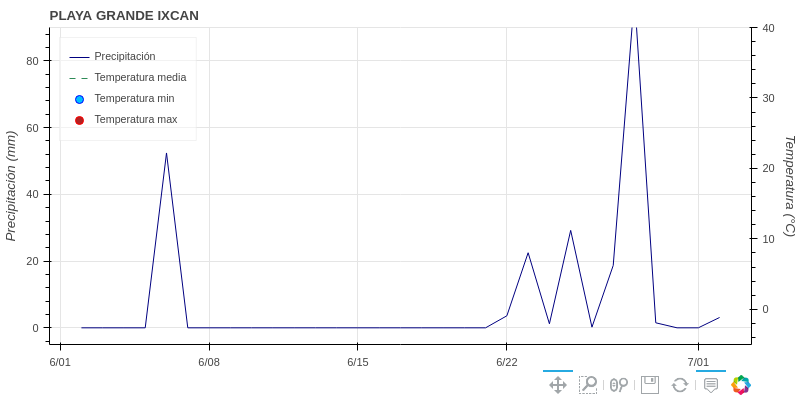 PLAYA GRANDE IXCAN
Precipitación
Temperatura media
Temperatura min
Temperatura max
Precipitación (mm)
80
60
40
20
0
Temperatura (°C)
40
30
20
10
0
6/01
6/08
6/15
6/22
7/01